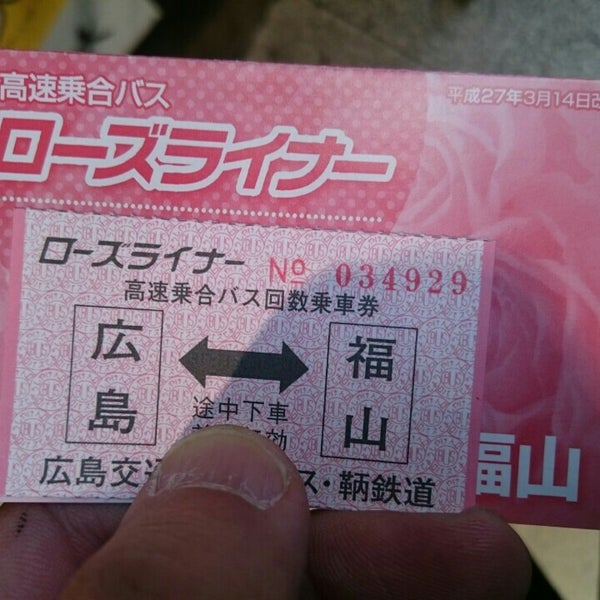 高速乗合バス
平成27年3月14日改
ローズライナー
ローズライナー
No 034929
高速乗合バス回数乗車券
広島
福山
途中下車
効
広島交 ス・鞆鉄道
福山